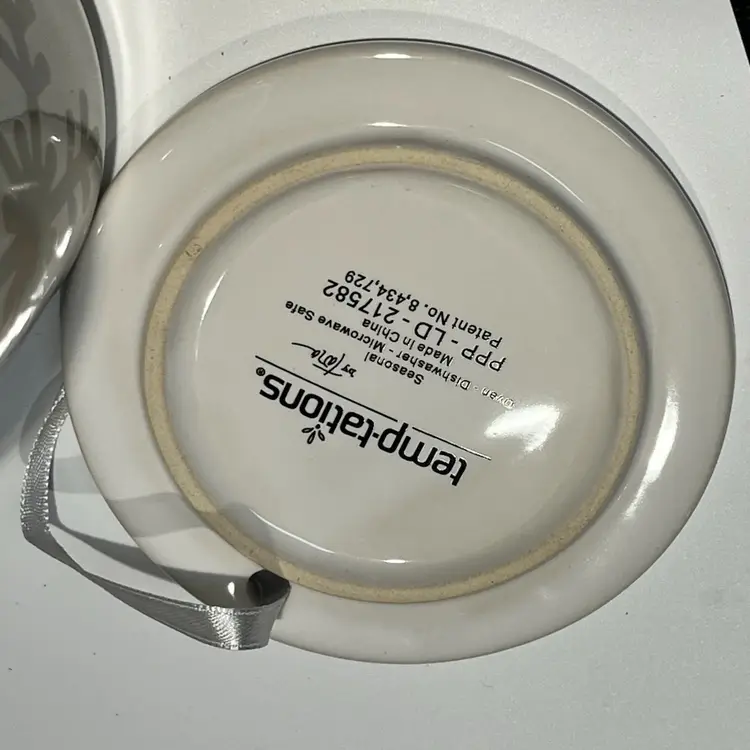 temp-tations®
by Tara
Seasonal
Oven - Dishwasher - Microwave Safe
Made In China
PPP - LD - 217582
Patent No. 8,434,729